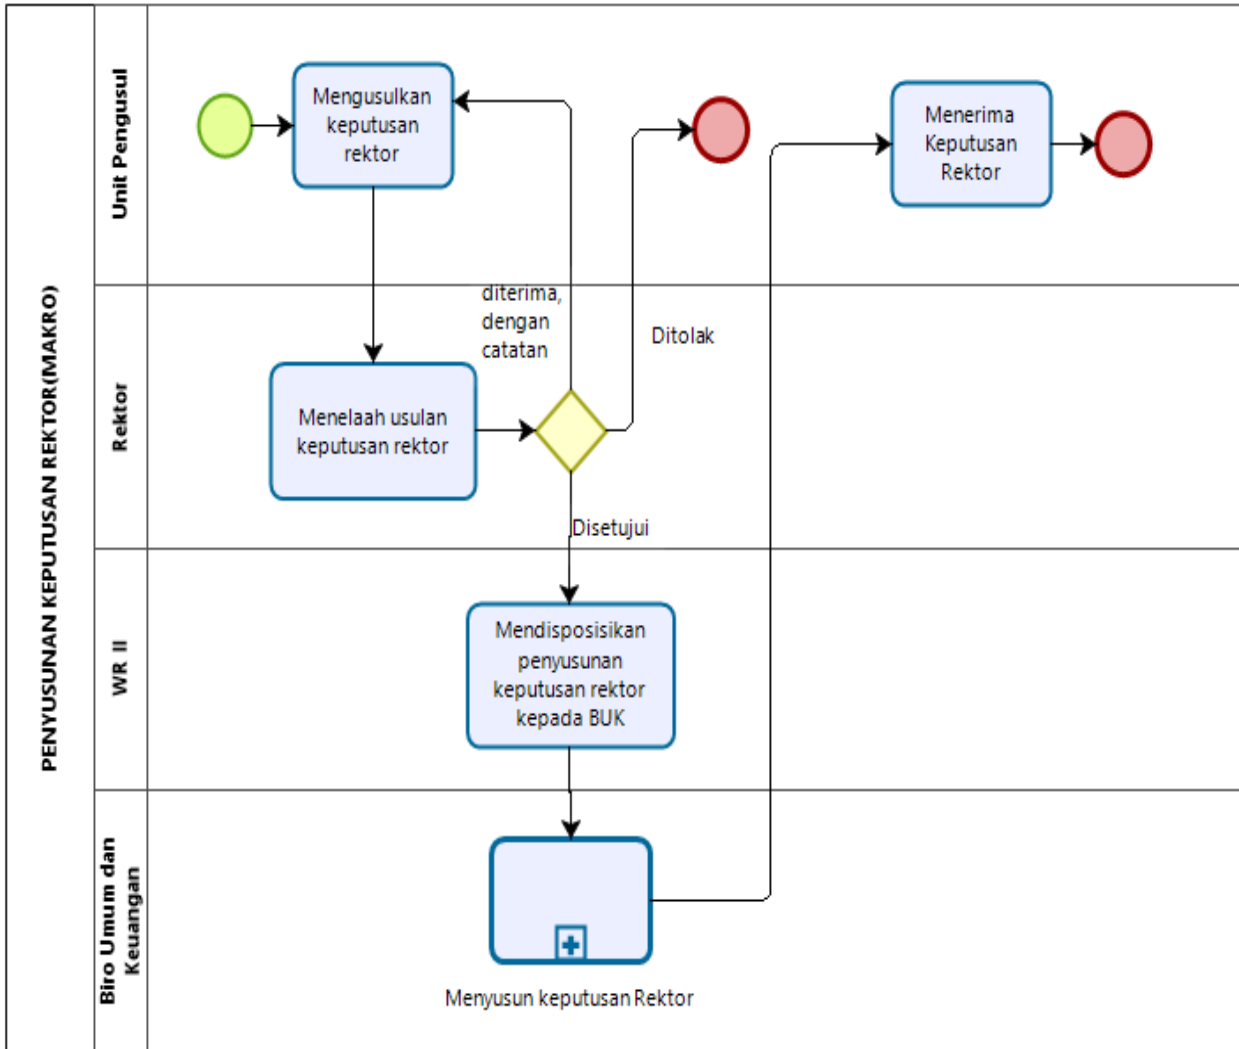 PENYUSUNAN KEPUTUSAN REKTOR(MAKRO)
Unit Pengusul
Mengusulkan
keputusan
rektor
Menerima
Keputusan
Rektor
Rektor
Menelaah usulan
keputusan rektor
diterima,
dengan
catatan
Ditolak
Disetujui
WR II
Mendisposisikan
penyusunan
keputusan rektor
kepada BUK
Biro Umum dan
Keuangan
Menyusun keputusan Rektor